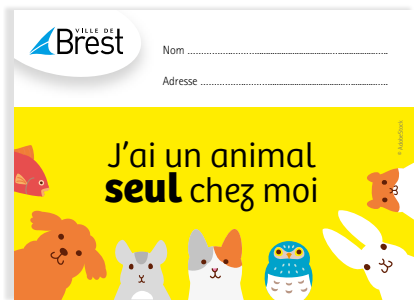 VILLE DE
Brest
Nom ............................................................
Adresse ............................................................
J'ai un animal
seul chez moi
© AdobeStock